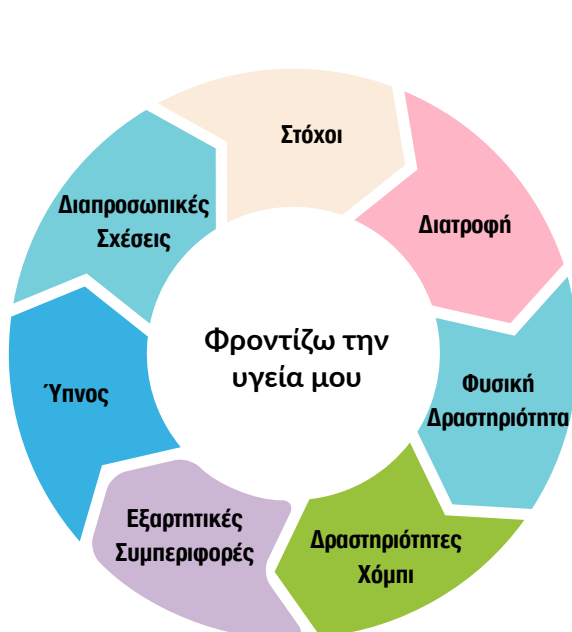 Στόχοι
Διατροφή
Φυσική
Δραστηριότητα
Δραστηριότητες
Χόμπι
Εξαρτητικές
Συμπεριφορές
Ύπνος
Διαπροσωπικές
Σχέσεις
Φροντίζω την
υγεία μου